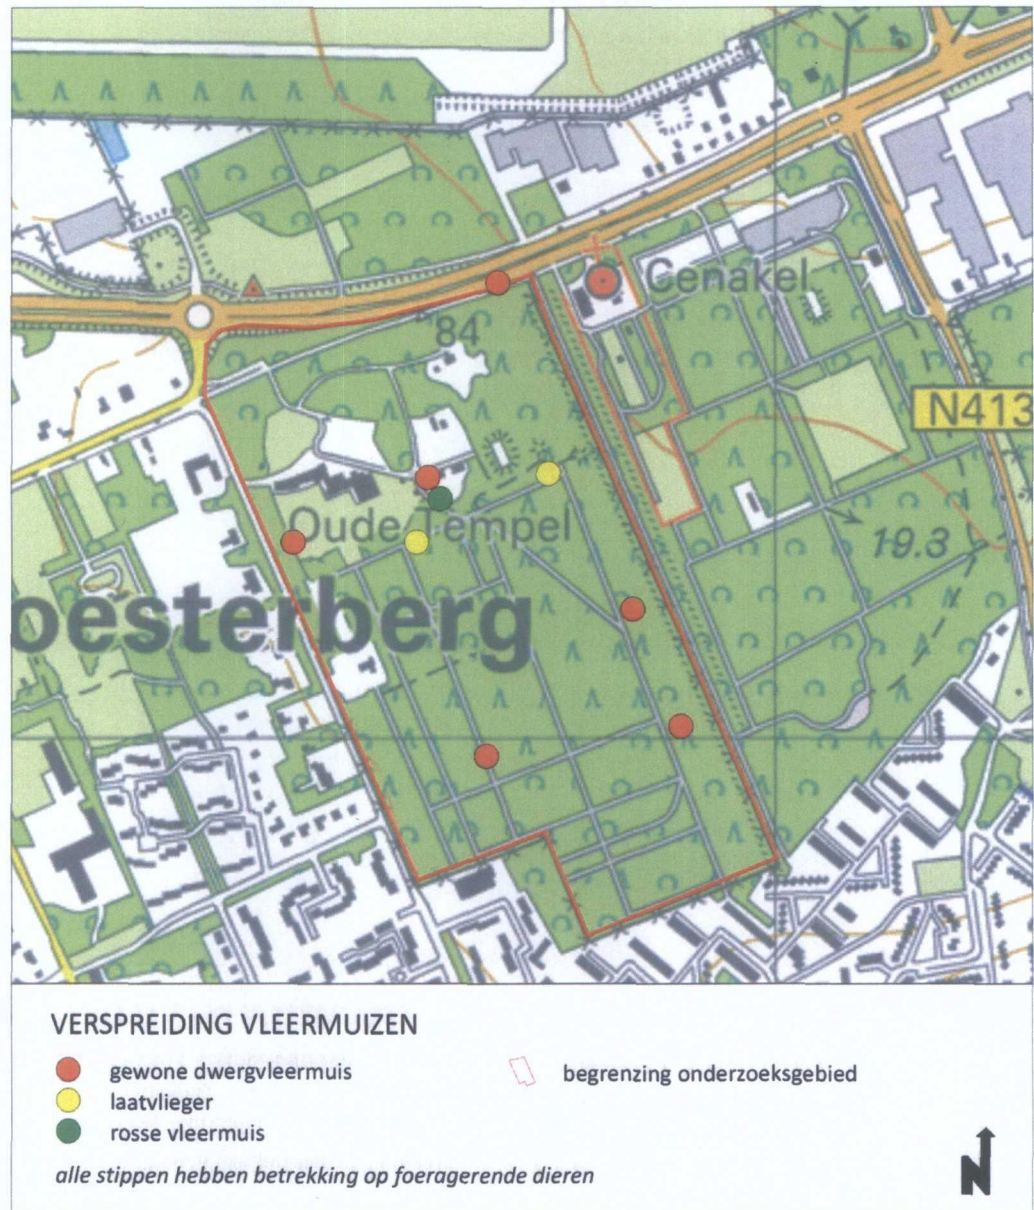 Cenakel
84
N413
Oude Tempel
19.3
oesterberg
VERSPREIDING VLEERMUIZEN
gewone dwergvleermuis
begrenzing onderzoeksgebied
laatvlieger
rosse vleermuis
alle stippen hebben betrekking op foeragerende dieren
N